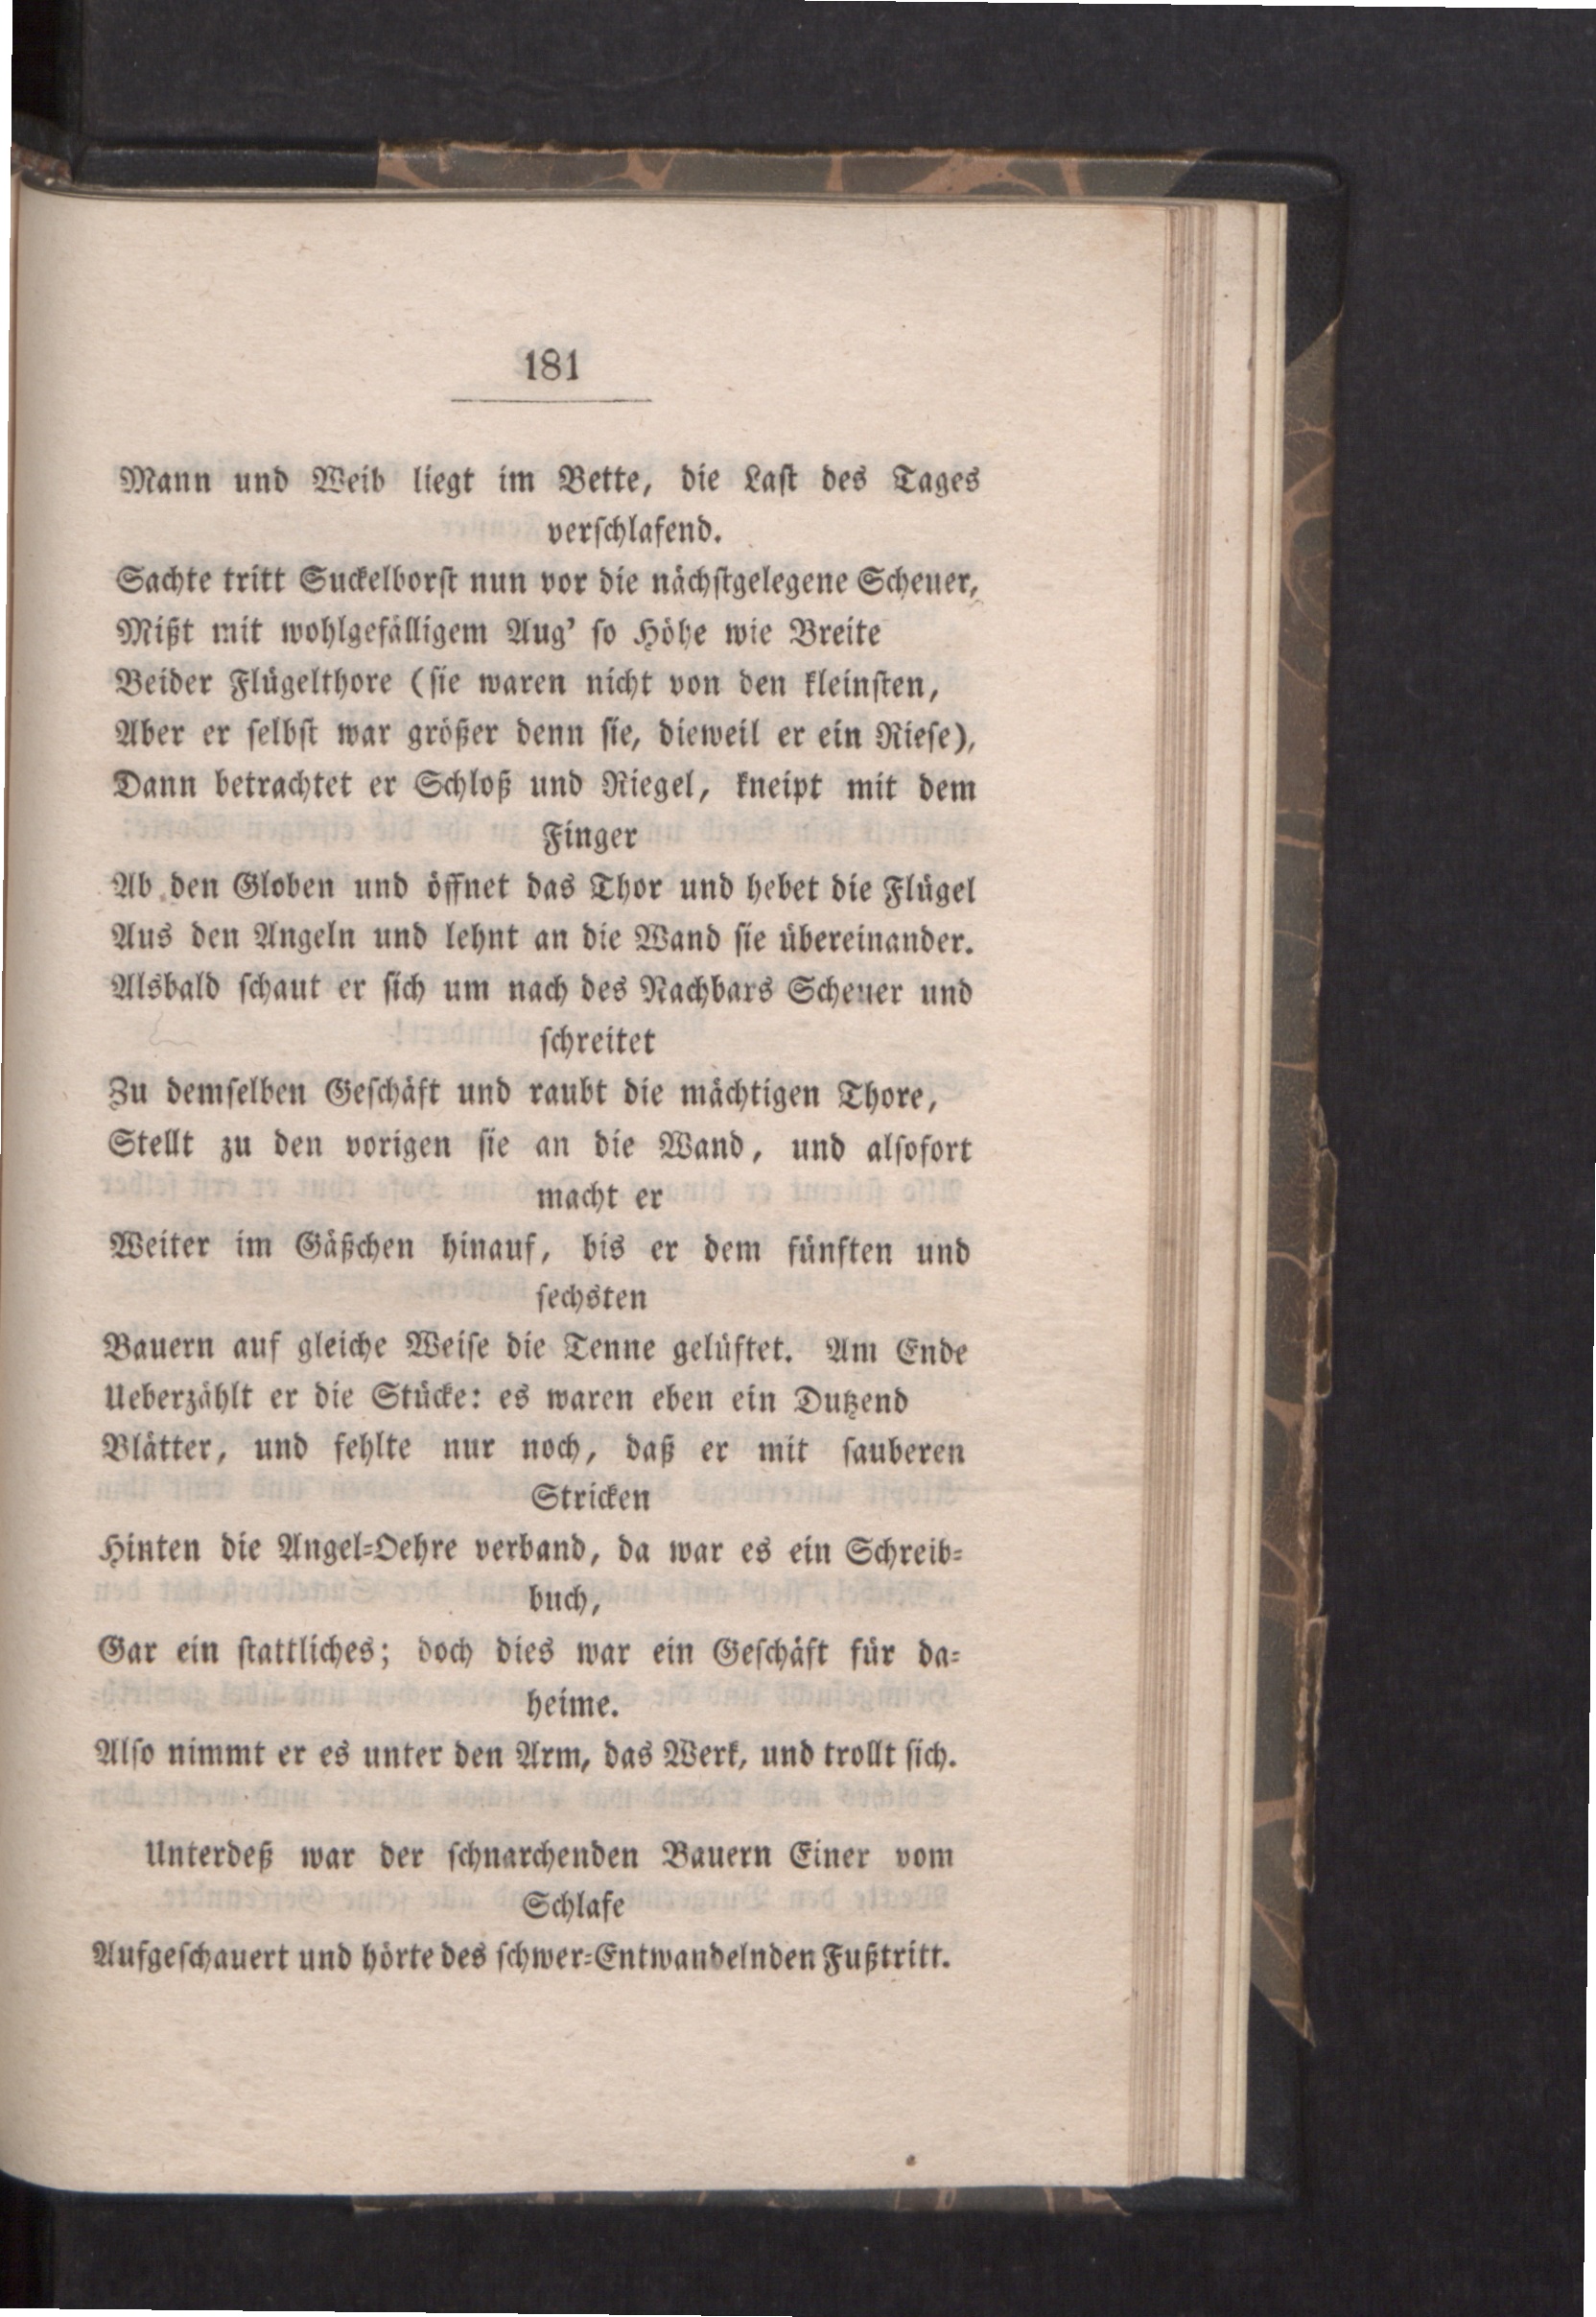 181
Mann und Weib liegt im Bette, die Laſt des Tages
verſchlafend.
Sachte tritt Suckelborſt nun vor die nächſtgelegene Scheuer,
Mißt mit wohlgefälligem Aug’ ſo Höhe wie Breite
Beider Flügelthore (ſie waren nicht von den kleinſten,
Aber er ſelbſt war größer denn ſie, dieweil er ein Rieſe),
Dann betrachtet er Schloß und Riegel, kneipt mit dem
Finger
Ab den Globen und öffnet das Thor und hebet die Flügel
Aus den Angeln und lehnt an die Wand ſie übereinander.
Alsbald ſchaut er ſich um nach des Nachbars Scheuer und
ſchreitet
Zu demſelben Geſchäft und raubt die mächtigen Thore,
Stellt zu den vorigen ſie an die Wand, und alſofort
macht er
Weiter im Gäßchen hinauf, bis er dem fünften und
ſechsten
Bauern auf gleiche Weiſe die Tenne gelüftet. Am Ende
Ueberzählt er die Stücke: es waren eben ein Dutzend
Blätter, und fehlte nur noch, daß er mit ſauberen
Stricken
Hinten die Angel-Oehre verband, da war es ein Schreib-
buch,
Gar ein ſtattliches; doch dies war ein Geſchäft für da-
heime.
Alſo nimmt er es unter den Arm, das Werk, und trollt ſich.
Unterdeß war der ſchnarchenden Bauern Einer vom
Schlafe
Aufgeſchauert und hörte des ſchwer-Entwandelnden Fußtritt.